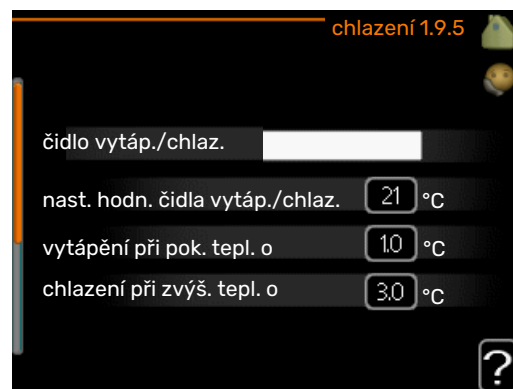 chlazení 1.9.5
čidlo vytáp./chlaz.
nast. hodn. čidla vytáp./chlaz. 21 °C
vytápění při pok. tepl. o 1.0 °C
chlazení při zvýš. tepl. o 3.0 °C
?